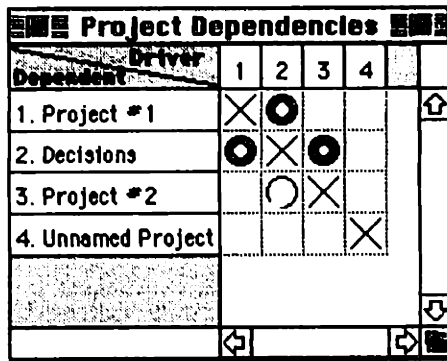 Project Dependencies
Driver
Dependent
1 2 3 4
1. Project #1
2. Decisions
3. Project #2
4. Unnamed Project